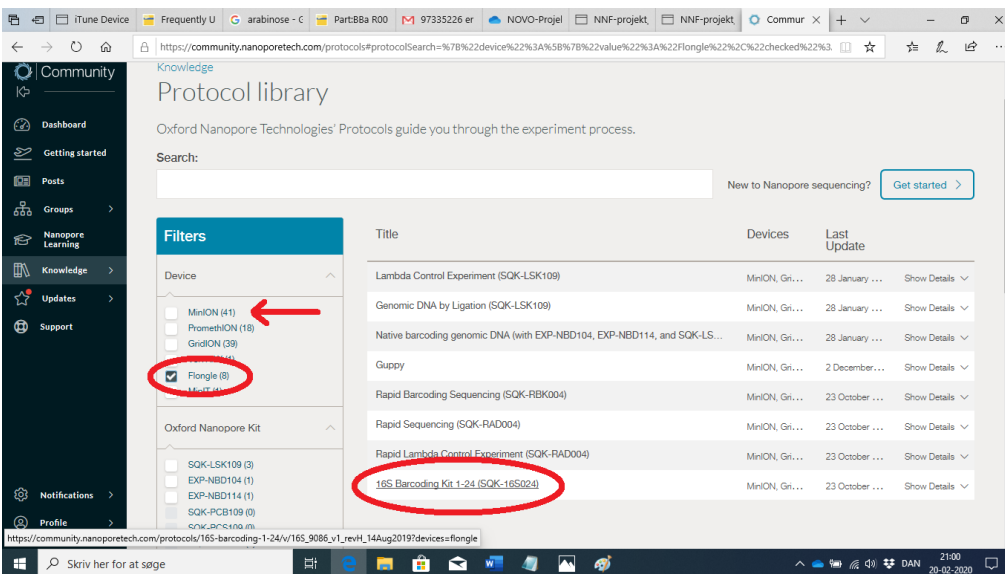 iTune Device
Frequently U
arabinose - G
Part:BBa R00
97335226 er
NOVO-Projel
NNF-projekt,
NNF-projekt
Commur
https://community.nanoporetech.com/protocols#protocolSearch=%7B%22device%22%3A%5B%7B%22value%22%3A%22Flongle%22%2C%22checked%22%3.
Community
Dashboard
Getting started
Posts
Groups
Nanopore
Learning
Knowledge
Updates
Support
Notifications
Profile
Knowledge
Protocol library
Oxford Nanopore Technologies' Protocols guide you through the experiment process.
Search:
New to Nanopore sequencing?
Get started
Filters
Device
MinION (41)
PromethION (18)
GridION (39)
Flongle (8)
MinIT (1)
Oxford Nanopore Kit
SQK-LSK109 (3)
EXP-NBD104 (1)
EXP-NBD114 (1)
SQK-PCB109 (0)
SQK-PCS109 (0)
Title Devices Last
Update
Lambda Control Experiment (SQK-LSK109) MinION, Gri... 28 January ... Show Details
Genomic DNA by Ligation (SQK-LSK109) MinION, Gri... 28 January ... Show Details
Native barcoding genomic DNA (with EXP-NBD104, EXP-NBD114, and SQK-LS... MinION, Gri... 28 January ... Show Details
Guppy MinION, Gri... 2 December... Show Details
Rapid Barcoding Sequencing (SQK-RBK004) MinION, Gri... 23 October ... Show Details
Rapid Sequencing (SQK-RAD004) MinION, Gri... 23 October ... Show Details
Rapid Lambda Control Experiment (SQK-RAD004) MinION, Gri... 23 October ... Show Details
16S Barcoding Kit 1-24 (SQK-16S024) MinION, Gri... 23 October ... Show Details
https://community.nanoporetech.com/protocols/16S-barcoding-1-24/v/16S_9086_v1_revH_14Aug2019?devices=flongle
Skriv her for at søge
DAN
21:00
20-02-2020